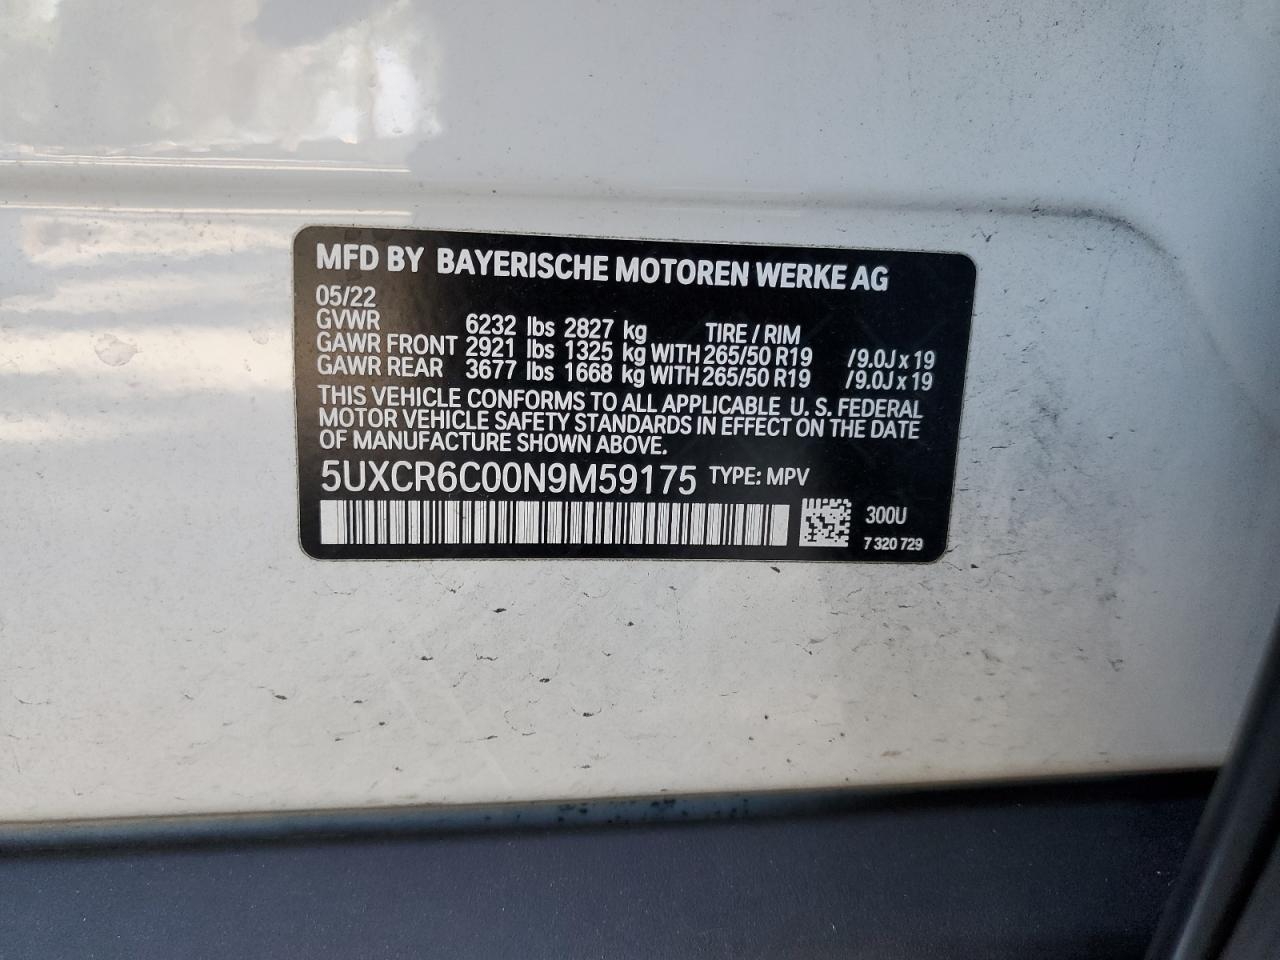 MFD BY BAYERISCHE MOTOREN WERKE AG
05/22
GVWR 6232 lbs 2827 kg TIRE / RIM
GAWR FRONT 2921 lbs 1325 kg WITH 265/50 R19 /9.0J x 19
GAWR REAR 3677 lbs 1668 kg WITH 265/50 R19 /9.0J x 19
THIS VEHICLE CONFORMS TO ALL APPLICABLE U. S. FEDERAL
MOTOR VEHICLE SAFETY STANDARDS IN EFFECT ON THE DATE
OF MANUFACTURE SHOWN ABOVE.
5UXCR6C00N9M59175 TYPE: MPV
300U
7 320 729